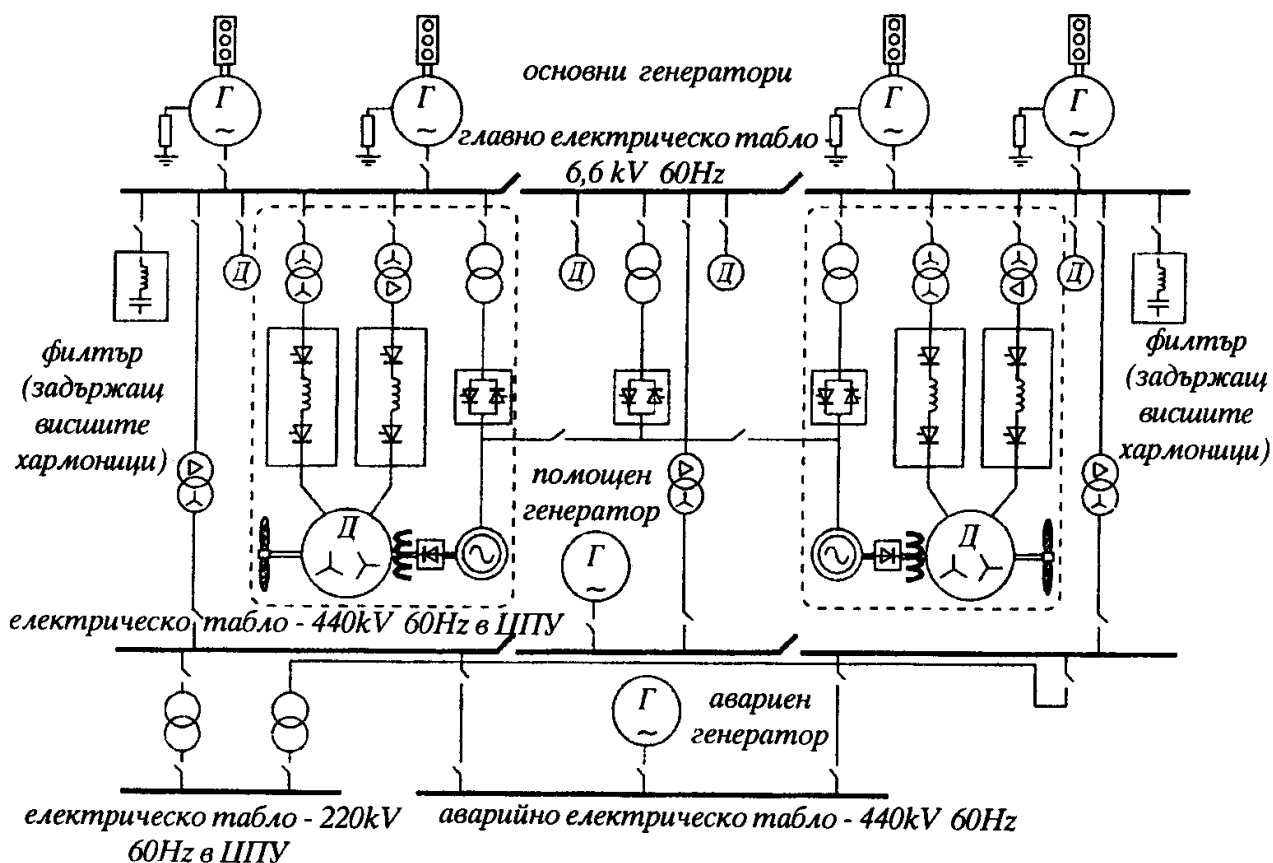 Г
Г
основни генератори
Г
Г
~
~
~
~
главно електрическо табло -
6,6 kV 60Hz
Д
Д
Д
Д
филтър
(задържащ
висшите
хармоници)
филтър
(задържащ
висшите
хармоници)
помощен
генератор
Д
~
Г
~
~
Д
електрическо табло - 440kV 60Hz в ЦПУ
Г
~
авариен
генератор
електрическо табло - 220kV
60Hz в ЦПУ
аварийно електрическо табло - 440kV 60Hz